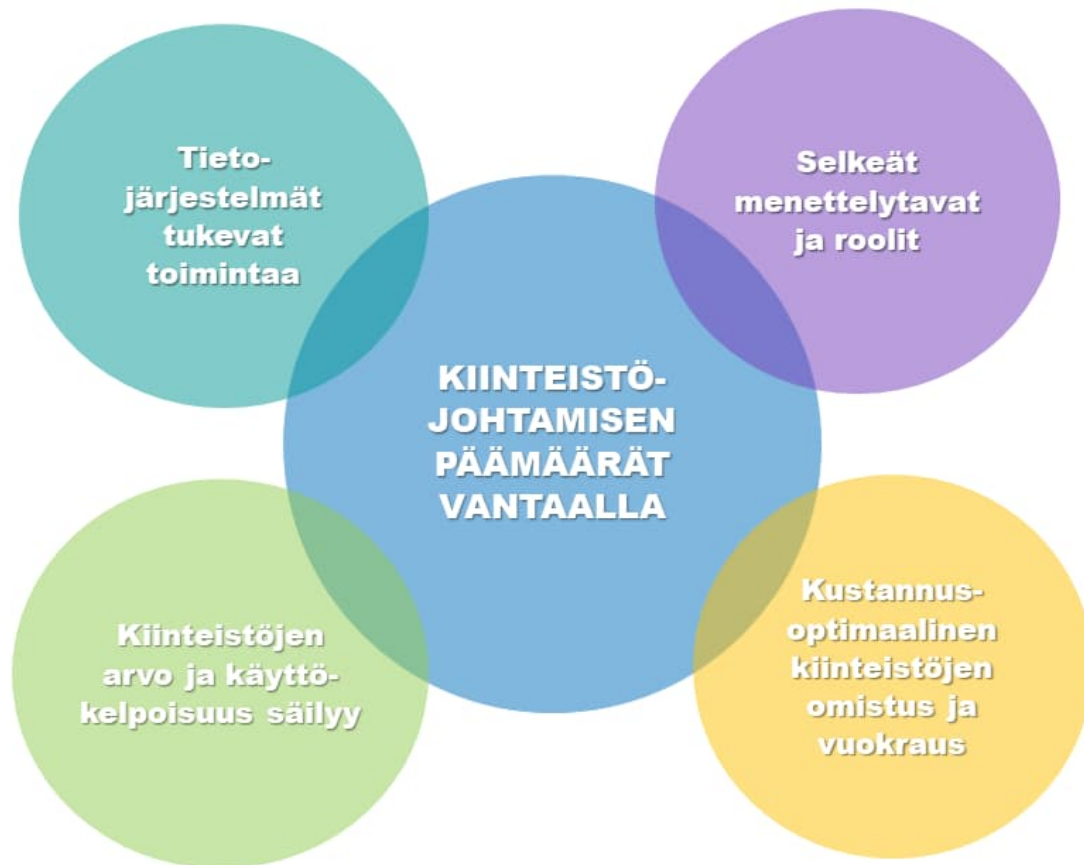 Tieto-
järjestelmät
tukevat
toimintaa
Selkeät
menettelytavat
ja roolit
KIINTEISTÖ-
JOHTAMISEN
PÄÄMÄÄRÄT
VANTAALLA
Kiinteistöjen
arvo ja käyttö-
kelpoisuus säilyy
Kustannus-
optimaalinen
kiinteistöjen
omistus ja
vuokraus